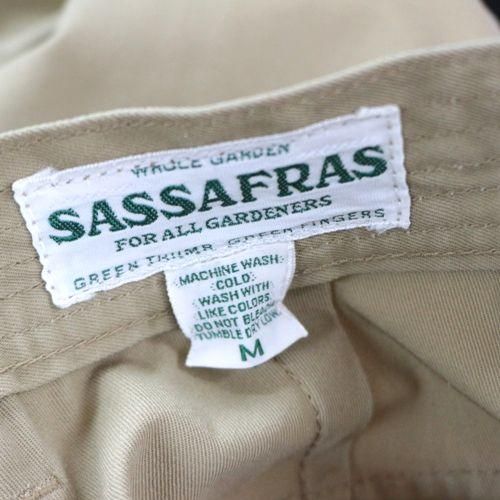 WHOLE GARDEN
SASSAFRAS
FOR ALL GARDENERS
GREEN THUMB GREEN FINGERS
MACHINE WASH
COLD
WASH WITH
LIKE COLORS
DO NOT BLEACH
TUMBLE DRY LOW
M